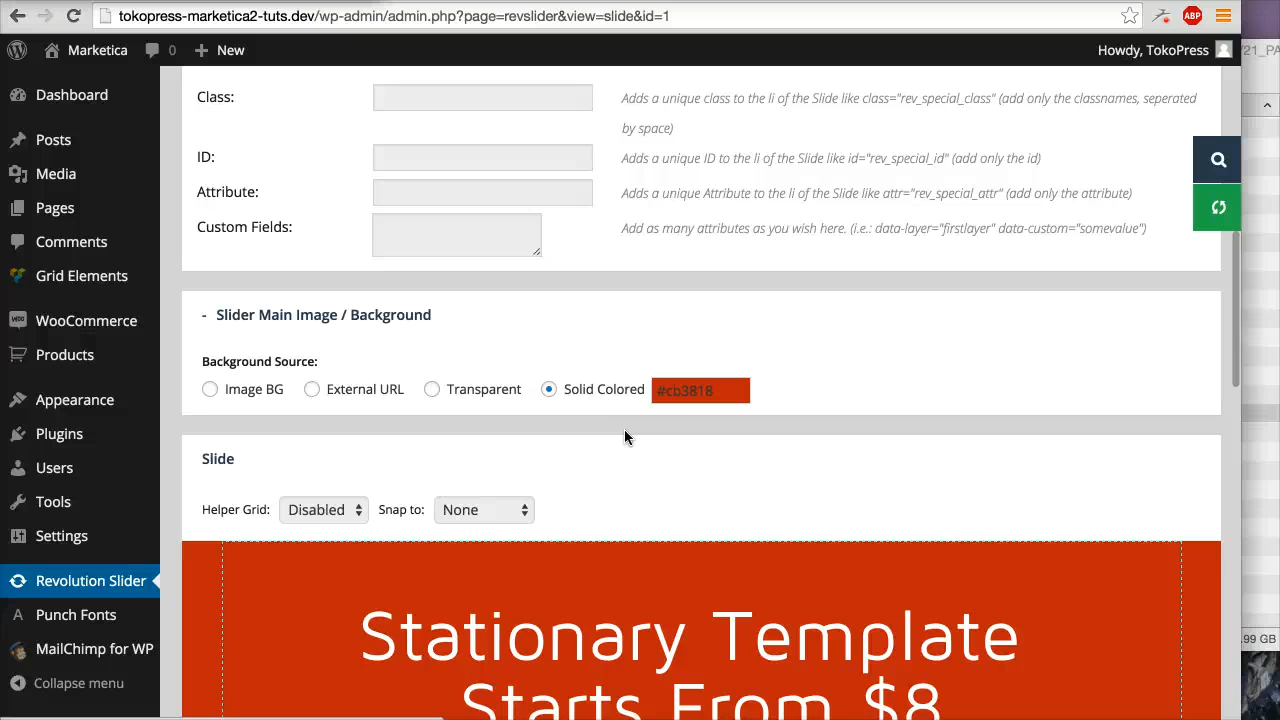 tokopress-marketica2-tuts.dev/wp-admin/admin.php?page=revslider&view=slide&id=1
ABP
Marketica 0 New Howdy, TokoPress
Dashboard
Posts
Media
Pages
Comments
Grid Elements
WooCommerce
Products
Appearance
Plugins
Users
Tools
Settings
Revolution Slider
Punch Fonts
MailChimp for WP
Collapse menu
Class: Adds a unique class to the li of the Slide like class="rev_special_class" (add only the classnames, seperated
by space)
ID: Adds a unique ID to the li of the Slide like id="rev_special_id" (add only the id)
Attribute: Adds a unique Attribute to the li of the Slide like attr="rev_special_attr" (add only the attribute)
Custom Fields: Add as many attributes as you wish here. (i.e.: data-layer="firstlayer" data-custom="somevalue")
- Slider Main Image / Background
Background Source:
Image BG External URL Transparent Solid Colored #cb3818
Slide
Helper Grid: Disabled Snap to: None
Stationary Template
Starts From $8
/21_PA
.99 GB